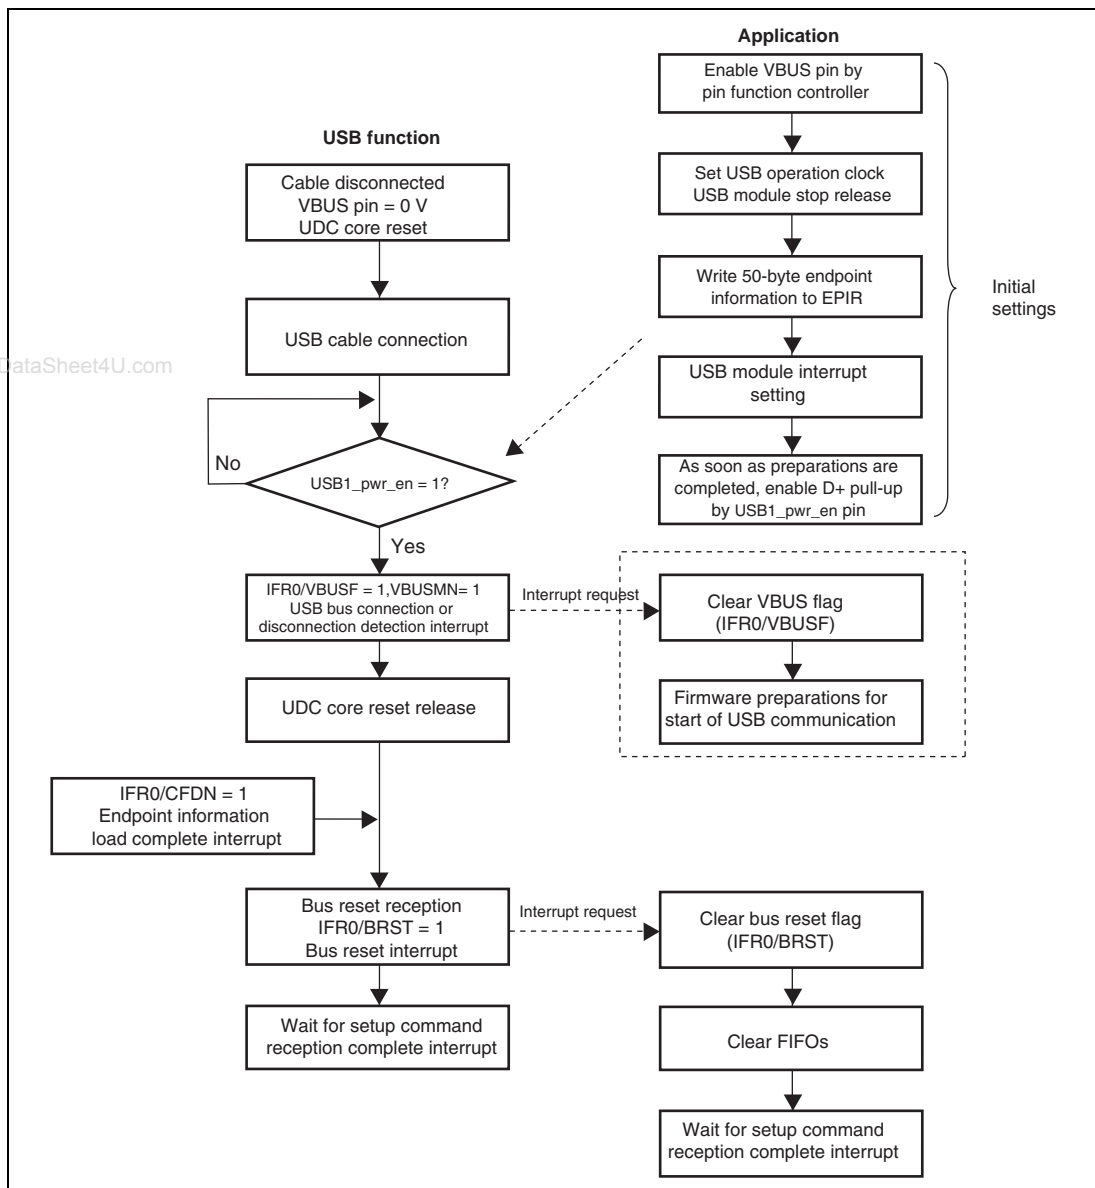 Application
Enable VBUS pin by
pin function controller
USB function
Cable disconnected
VBUS pin = 0 V
UDC core reset
Set USB operation clock
USB module stop release
Write 50-byte endpoint
information to EPIR
Initial
settings
USB cable connection
DataSheet4U.com
USB module interrupt
setting
No
USB1_pwr_en = 1?
As soon as preparations are
completed, enable D+ pull-up
by USB1_pwr_en pin
Yes
IFR0/VBUSF = 1,VBUSMN= 1
USB bus connection or
disconnection detection interrupt
Interrupt request
Clear VBUS flag
(IFR0/VBUSF)
UDC core reset release
Firmware preparations for
start of USB communication
IFR0/CFDN = 1
Endpoint information
load complete interrupt
Bus reset reception
IFR0/BRST = 1
Bus reset interrupt
Interrupt request
Clear bus reset flag
(IFR0/BRST)
Wait for setup command
reception complete interrupt
Clear FIFOs
Wait for setup command
reception complete interrupt